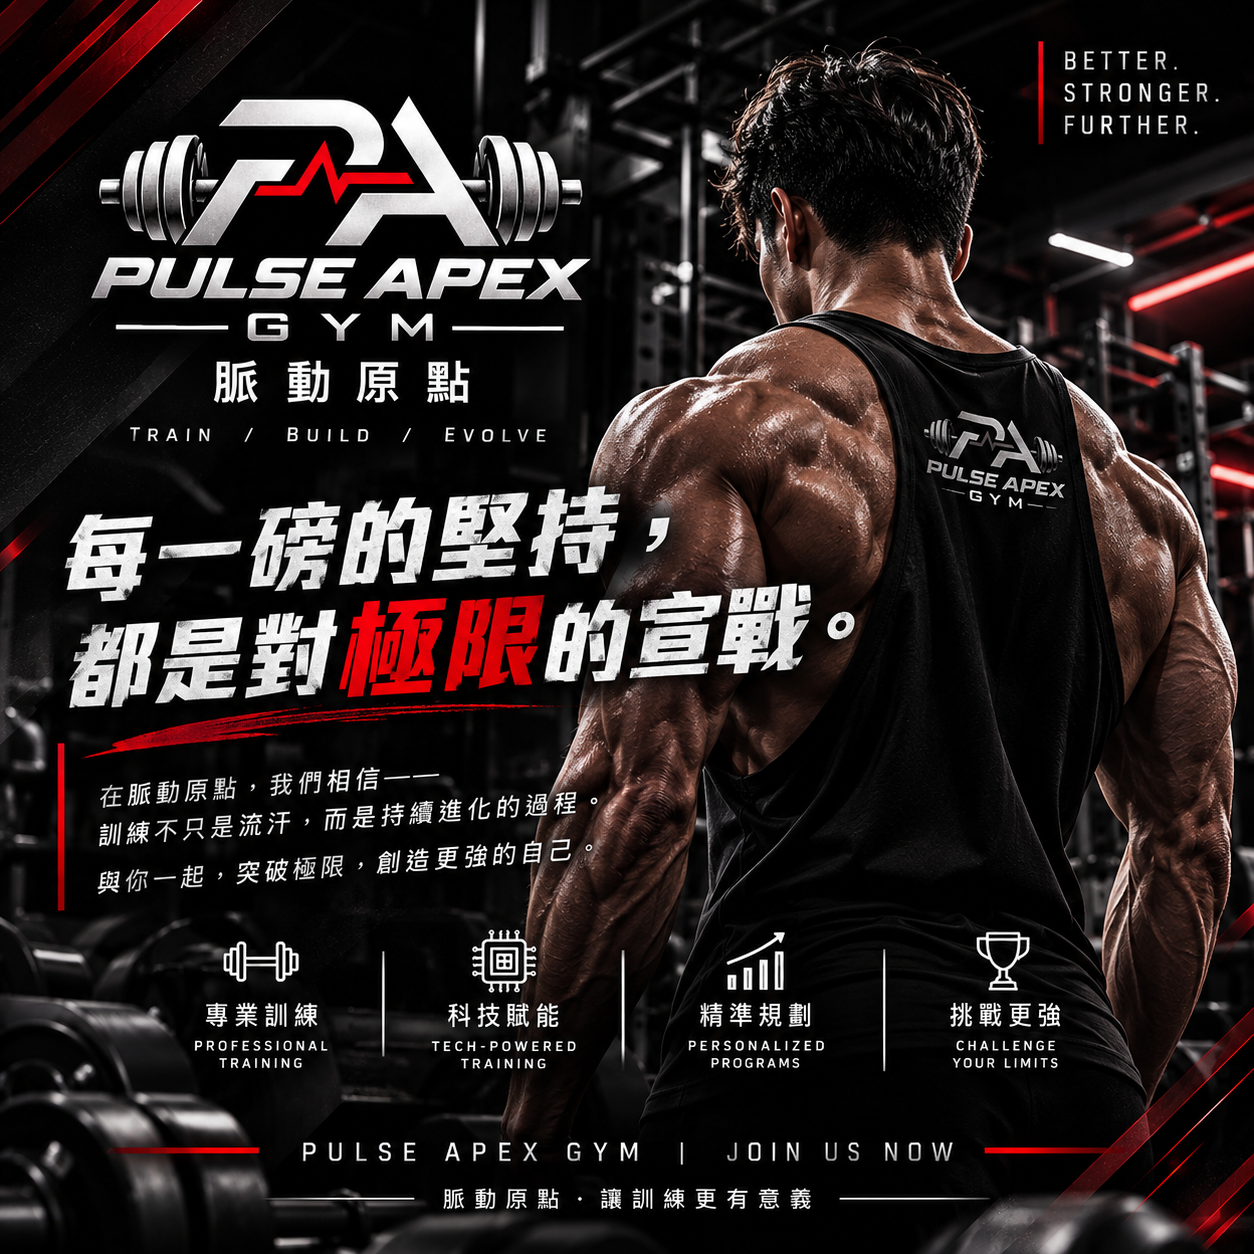 BETTER.
STRONGER.
FURTHER.
PA
PULSE APEX
GYM
脈動原點
TRAIN / BUILD / EVOLVE
PA
PULSE APEX
GYM
每一磅的堅持，
都是對極限的宣戰。
在脈動原點，我們相信——
訓練不只是流汗，而是持續進化的過程。
與你一起，突破極限，創造更強的自己。
專業訓練
PROFESSIONAL
TRAINING
科技賦能
TECH-POWERED
TRAINING
精準規劃
PERSONALIZED
PROGRAMS
挑戰更強
CHALLENGE
YOUR LIMITS
PULSE APEX GYM | JOIN US NOW
脈動原點 · 讓訓練更有意義